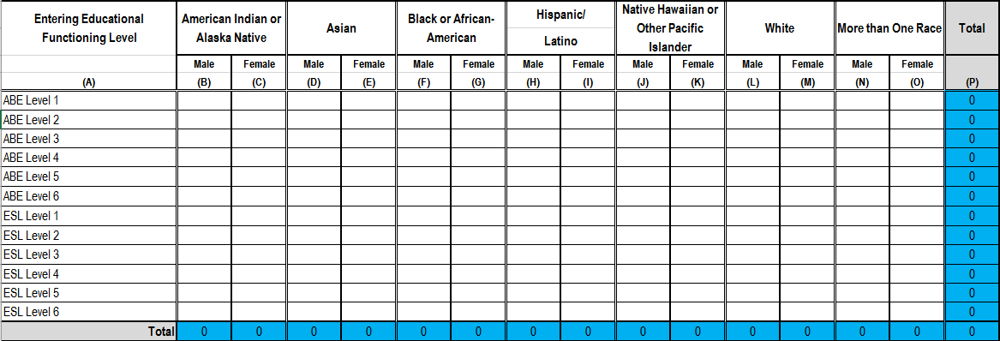 Entering Educational Functioning Level American Indian or Alaska Native Asian Black or African-American Hispanic/ Latino Native Hawaiian or Other Pacific Islander White More than One Race Total
Male Female Male Female Male Female Male Female Male Female Male Female Male Female
(A) (B) (C) (D) (E) (F) (G) (H) (I) (J) (K) (L) (M) (N) (O) (P)
ABE Level 1 0
ABE Level 2 0
ABE Level 3 0
ABE Level 4 0
ABE Level 5 0
ABE Level 6 0
ESL Level 1 0
ESL Level 2 0
ESL Level 3 0
ESL Level 4 0
ESL Level 5 0
ESL Level 6 0
Total 0 0 0 0 0 0 0 0 0 0 0 0 0 0 0